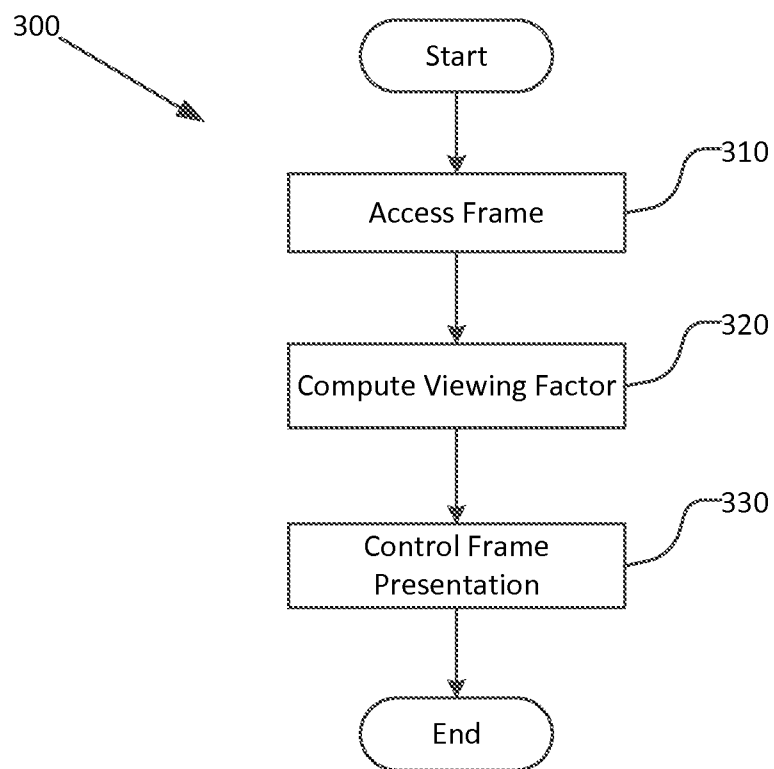 300
Start
310
Access Frame
320
Compute Viewing Factor
330
Control Frame
Presentation
End